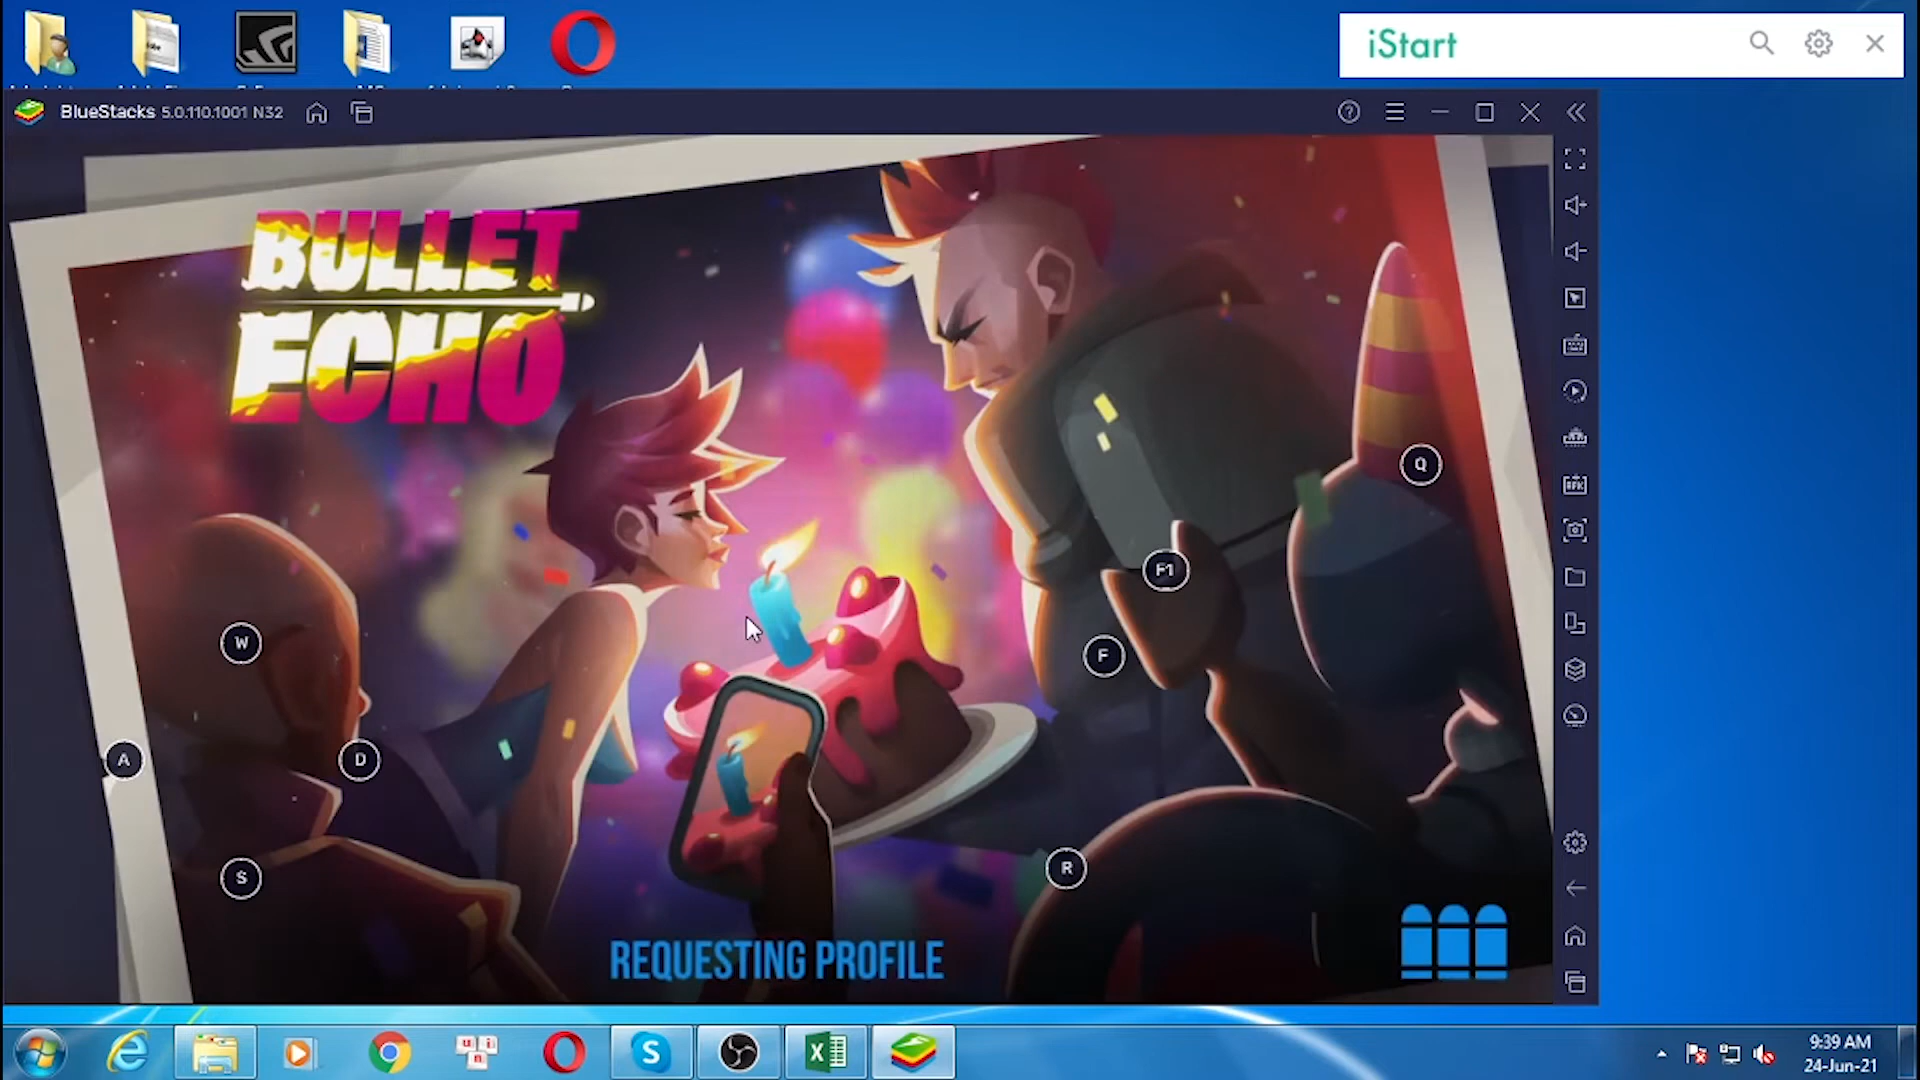 iStart
BlueStacks 5.0.110.1001 N32
BULLET
ECHO
Q
F1
W
F
A
D
S
R
REQUESTING PROFILE
9:39 AM
24-Jun-21